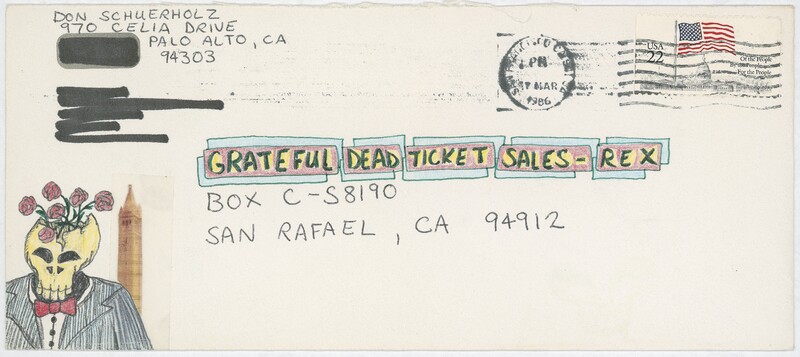 DON SCHUERHOLZ
970 CELIA DRIVE
PALO ALTO, CA
94303
PM
17 MAR
1986
USA
22
Of the People
By the People
For the People
GRATEFUL DEAD TICKET SALES - REX
BOX C-S8190
SAN RAFAEL, CA 94912